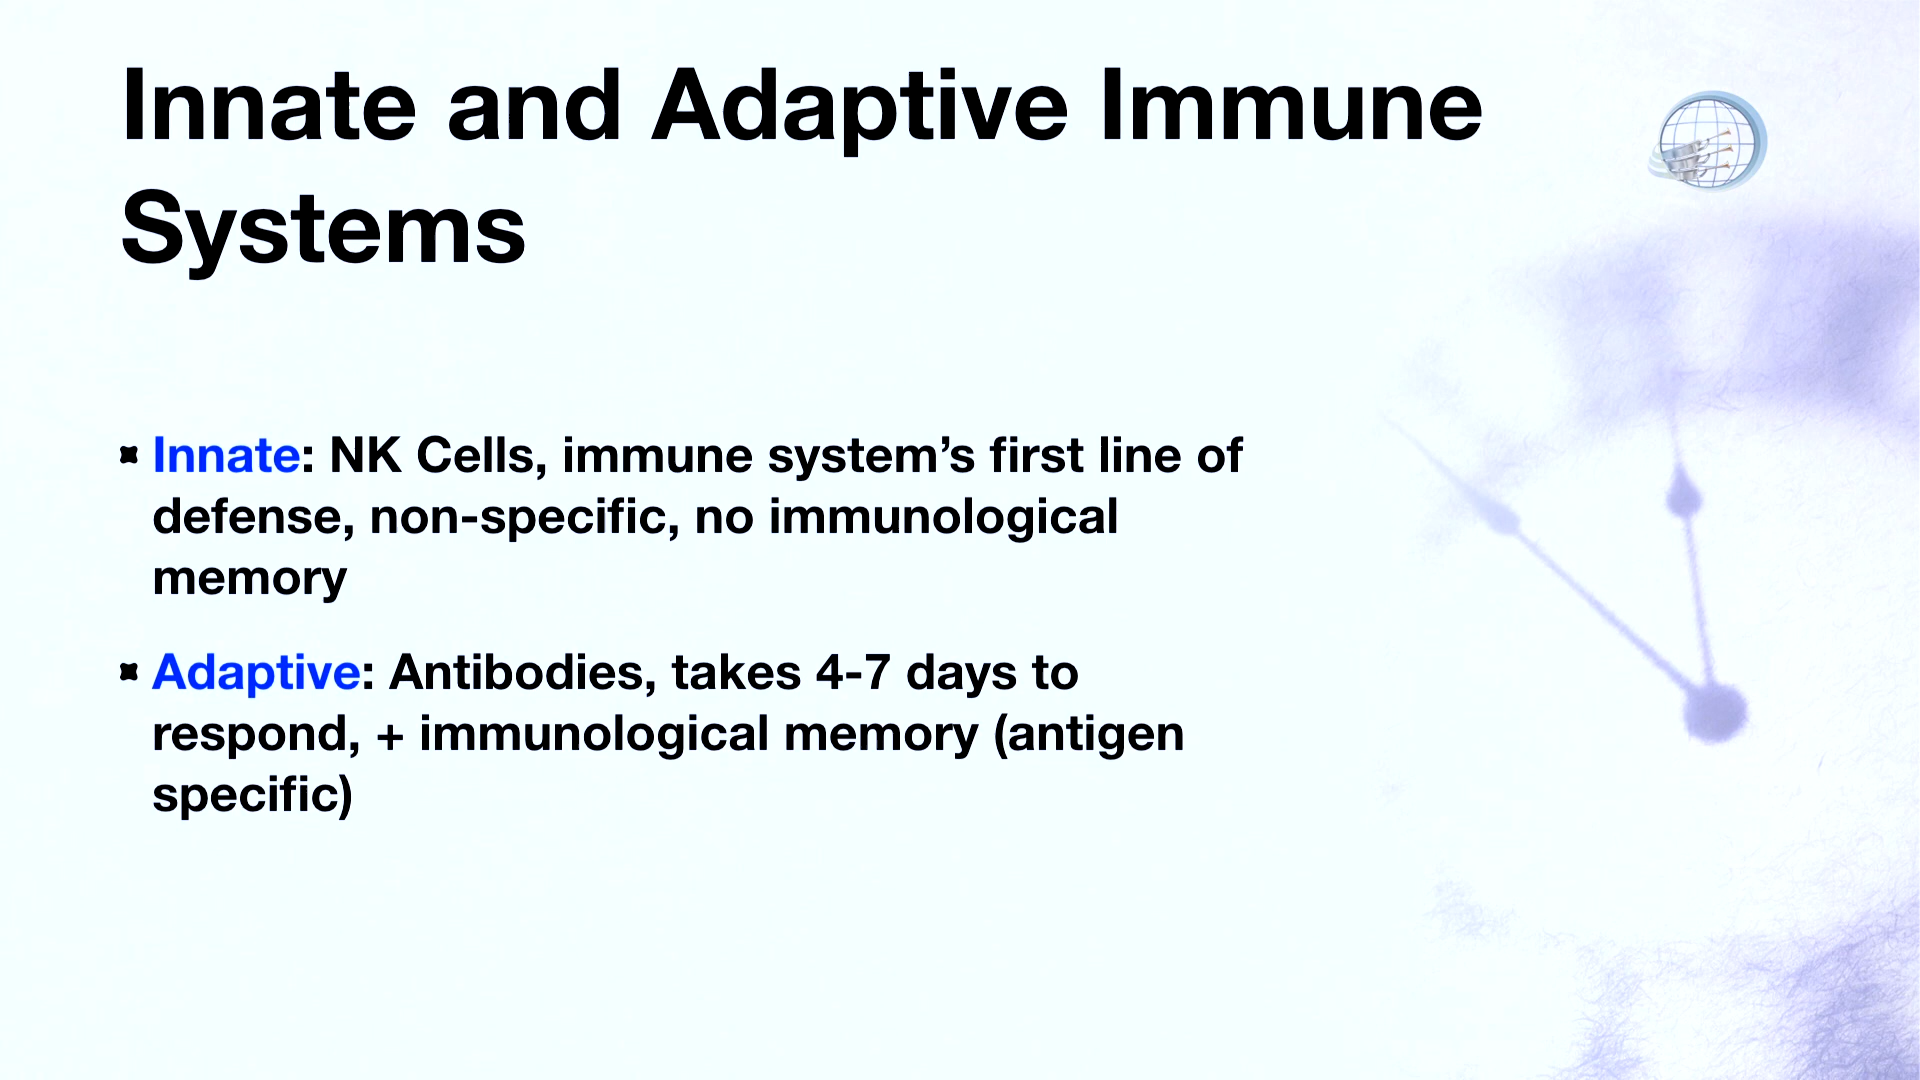 Innate and Adaptive Immune
Systems
Innate: NK Cells, immune system’s first line of
defense, non-specific, no immunological
memory
Adaptive: Antibodies, takes 4-7 days to
respond, + immunological memory (antigen
specific)